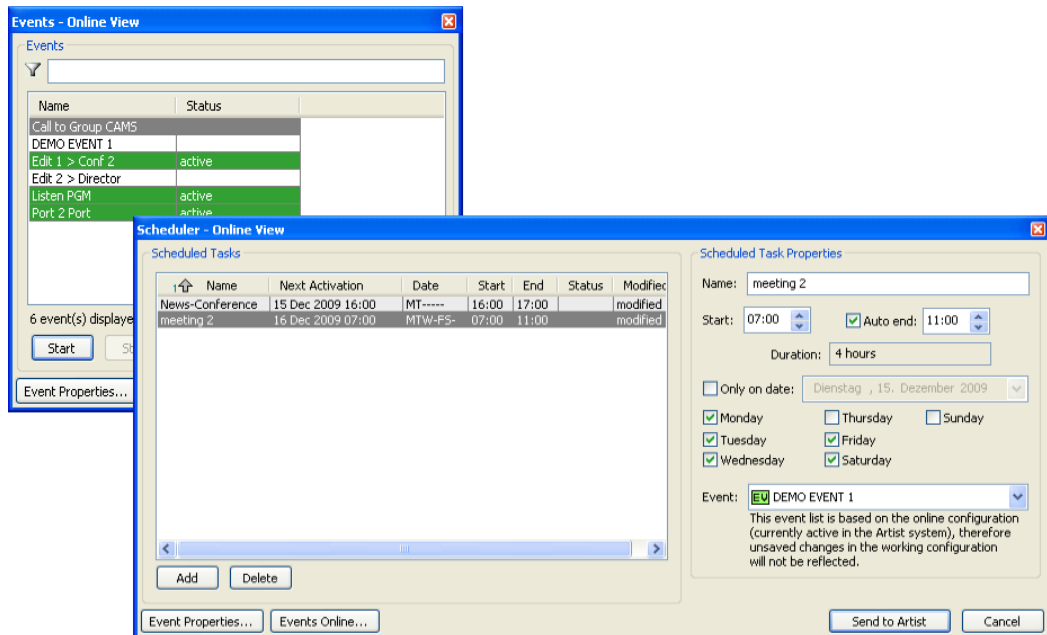 Events - Online View
Events
Name Status
Call to Group CAMS
DEMO EVENT 1
Edit 1 > Conf 2 active
Edit 2 > Director
Listen PGM active
Port 2 Port active
6 event(s) displaye
Start St
Event Properties...
Scheduler - Online View
Scheduled Tasks
1 Name Next Activation Date Start End Status Modified
News-Conference 15 Dec 2009 16:00 MT----- 16:00 17:00 modified
meeting 2 16 Dec 2009 07:00 MTW-FS- 07:00 11:00 modified
Add Delete
Event Properties... Events Online...
Scheduled Task Properties
Name: meeting 2
Start: 07:00 Auto end: 11:00
Duration: 4 hours
Only on date: Dienstag , 15. Dezember 2009
Monday Thursday Sunday
Tuesday Friday
Wednesday Saturday
Event: EV DEMO EVENT 1
This event list is based on the online configuration
(currently active in the Artist system), therefore
unsaved changes in the working configuration
will not be reflected.
Send to Artist Cancel